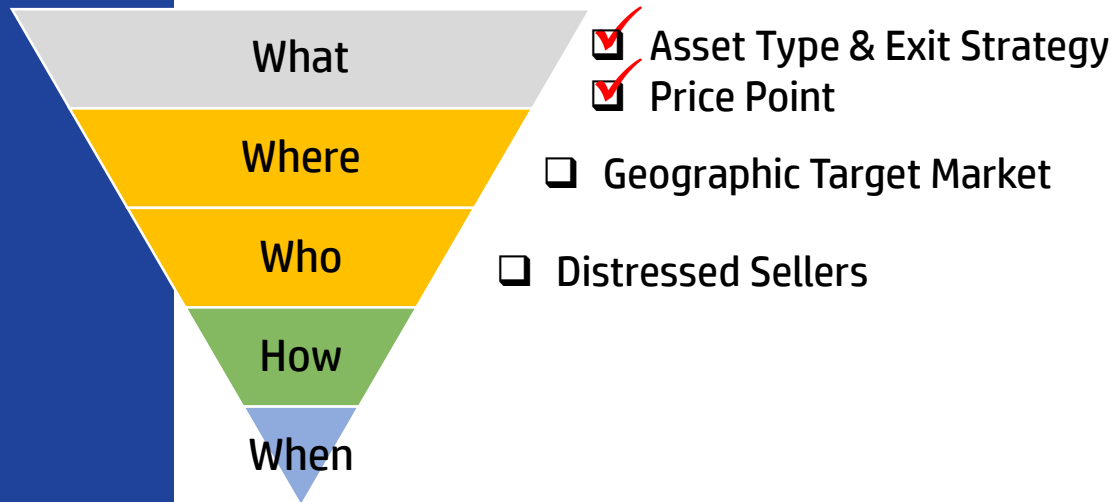 What
Asset Type & Exit Strategy
Price Point
Where
Geographic Target Market
Who
Distressed Sellers
How
When